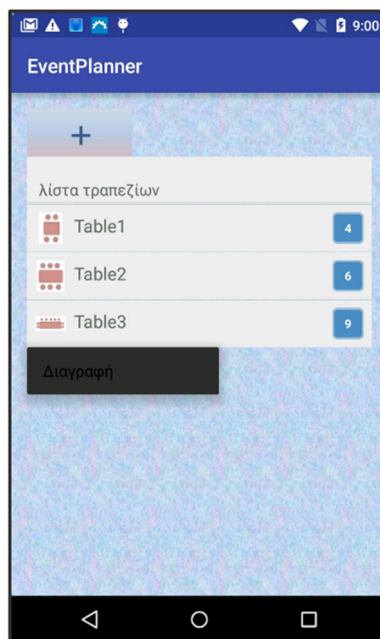 9:00
EventPlanner
+
λίστα τραπεζίων
Table1 4
Table2 6
Table3 9
Διαγραφή